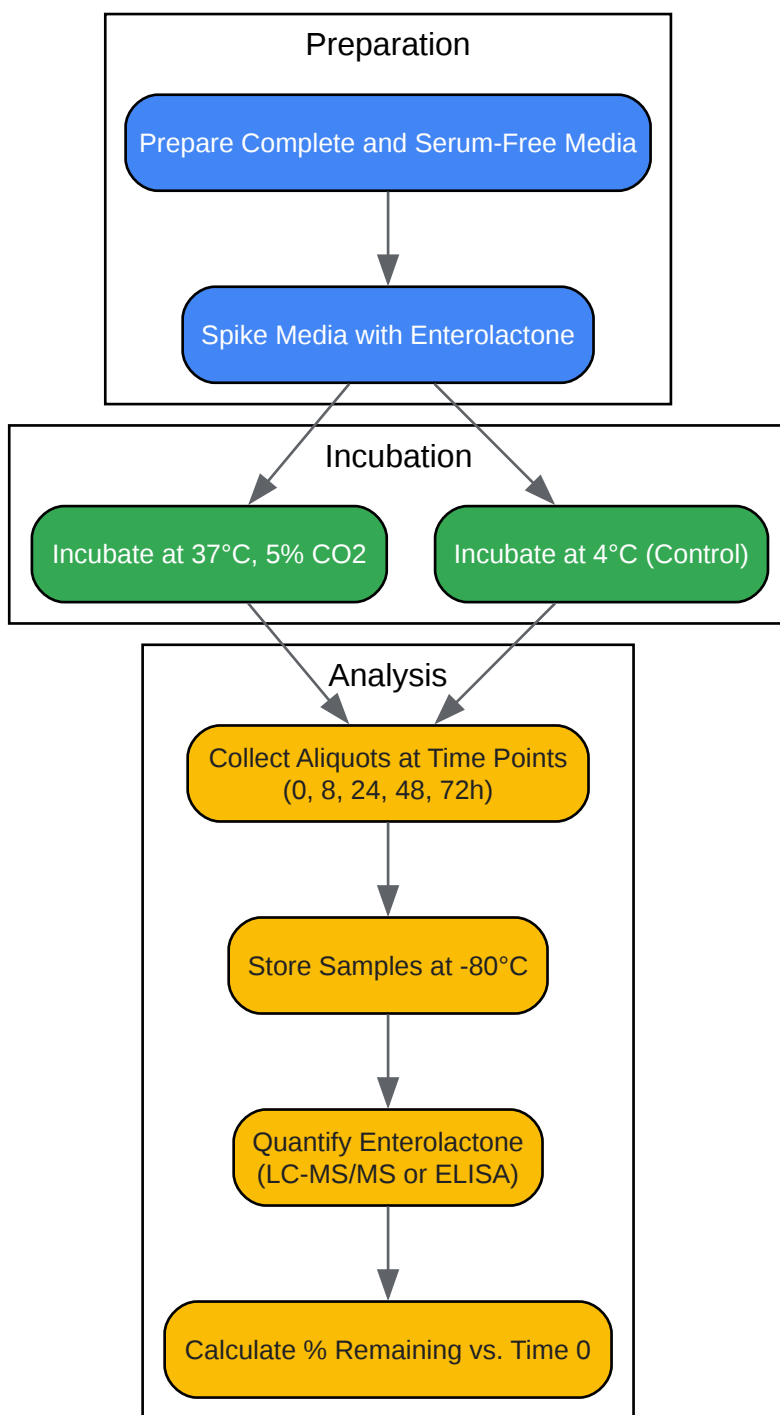 Preparation
Prepare Complete and Serum-Free Media
Spike Media with Enterolactone
Incubation
Incubate at 37°C, 5% CO2
Incubate at 4°C (Control)
Analysis
Collect Aliquots at Time Points
(0, 8, 24, 48, 72h)
Store Samples at -80°C
Quantify Enterolactone
(LC-MS/MS or ELISA)
Calculate % Remaining vs. Time 0